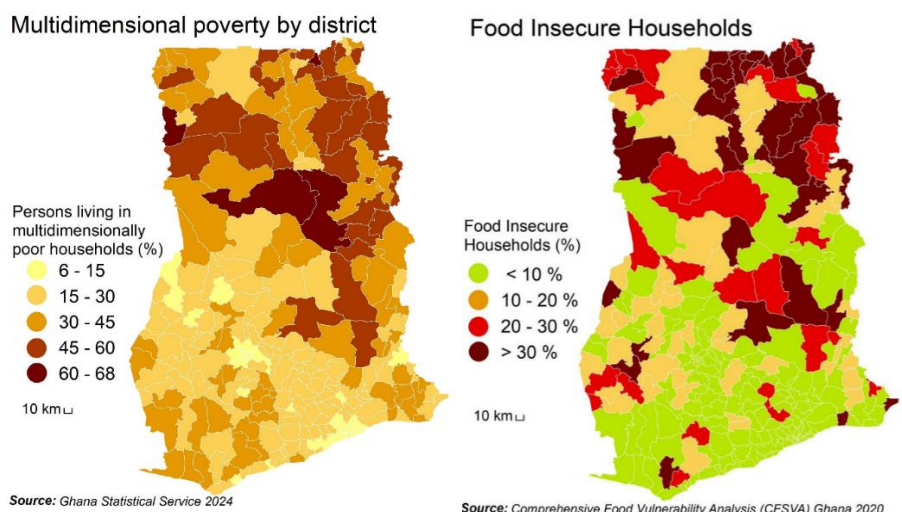 Multidimensional poverty by district
Persons living in
multidimensionally
poor households (%)
6 - 15
15 - 30
30 - 45
45 - 60
60 - 68
10 km
Source: Ghana Statistical Service 2024
Food Insecure Households
Food Insecure
Households (%)
< 10 %
10 - 20 %
20 - 30 %
> 30 %
10 km
Source: Comprehensive Food Vulnerability Analysis (CFSVA) Ghana 2020